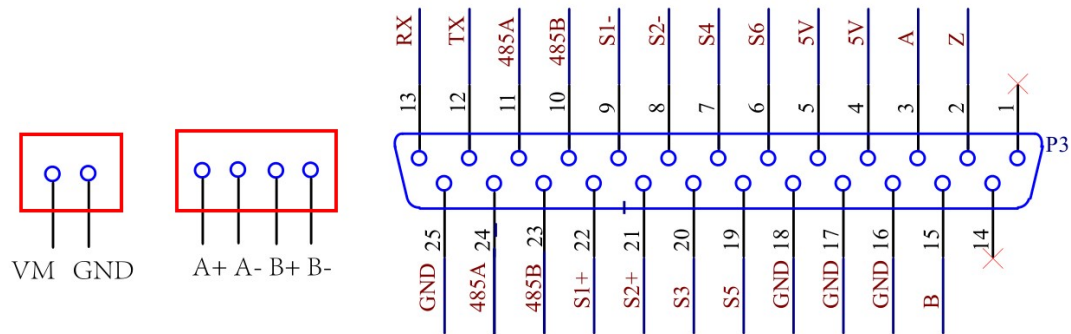 RX TX 485A 485B S1- S2- S4 S6 5V 5V A Z
13 12 11 10 9 8 7 6 5 4 3 2 1
P3
25 24 23 22 21 20 19 18 17 16 15 14
GND 485A 485B S1+ S2+ S3 S5 GND GND GND B
VM GND
A+ A- B+ B-